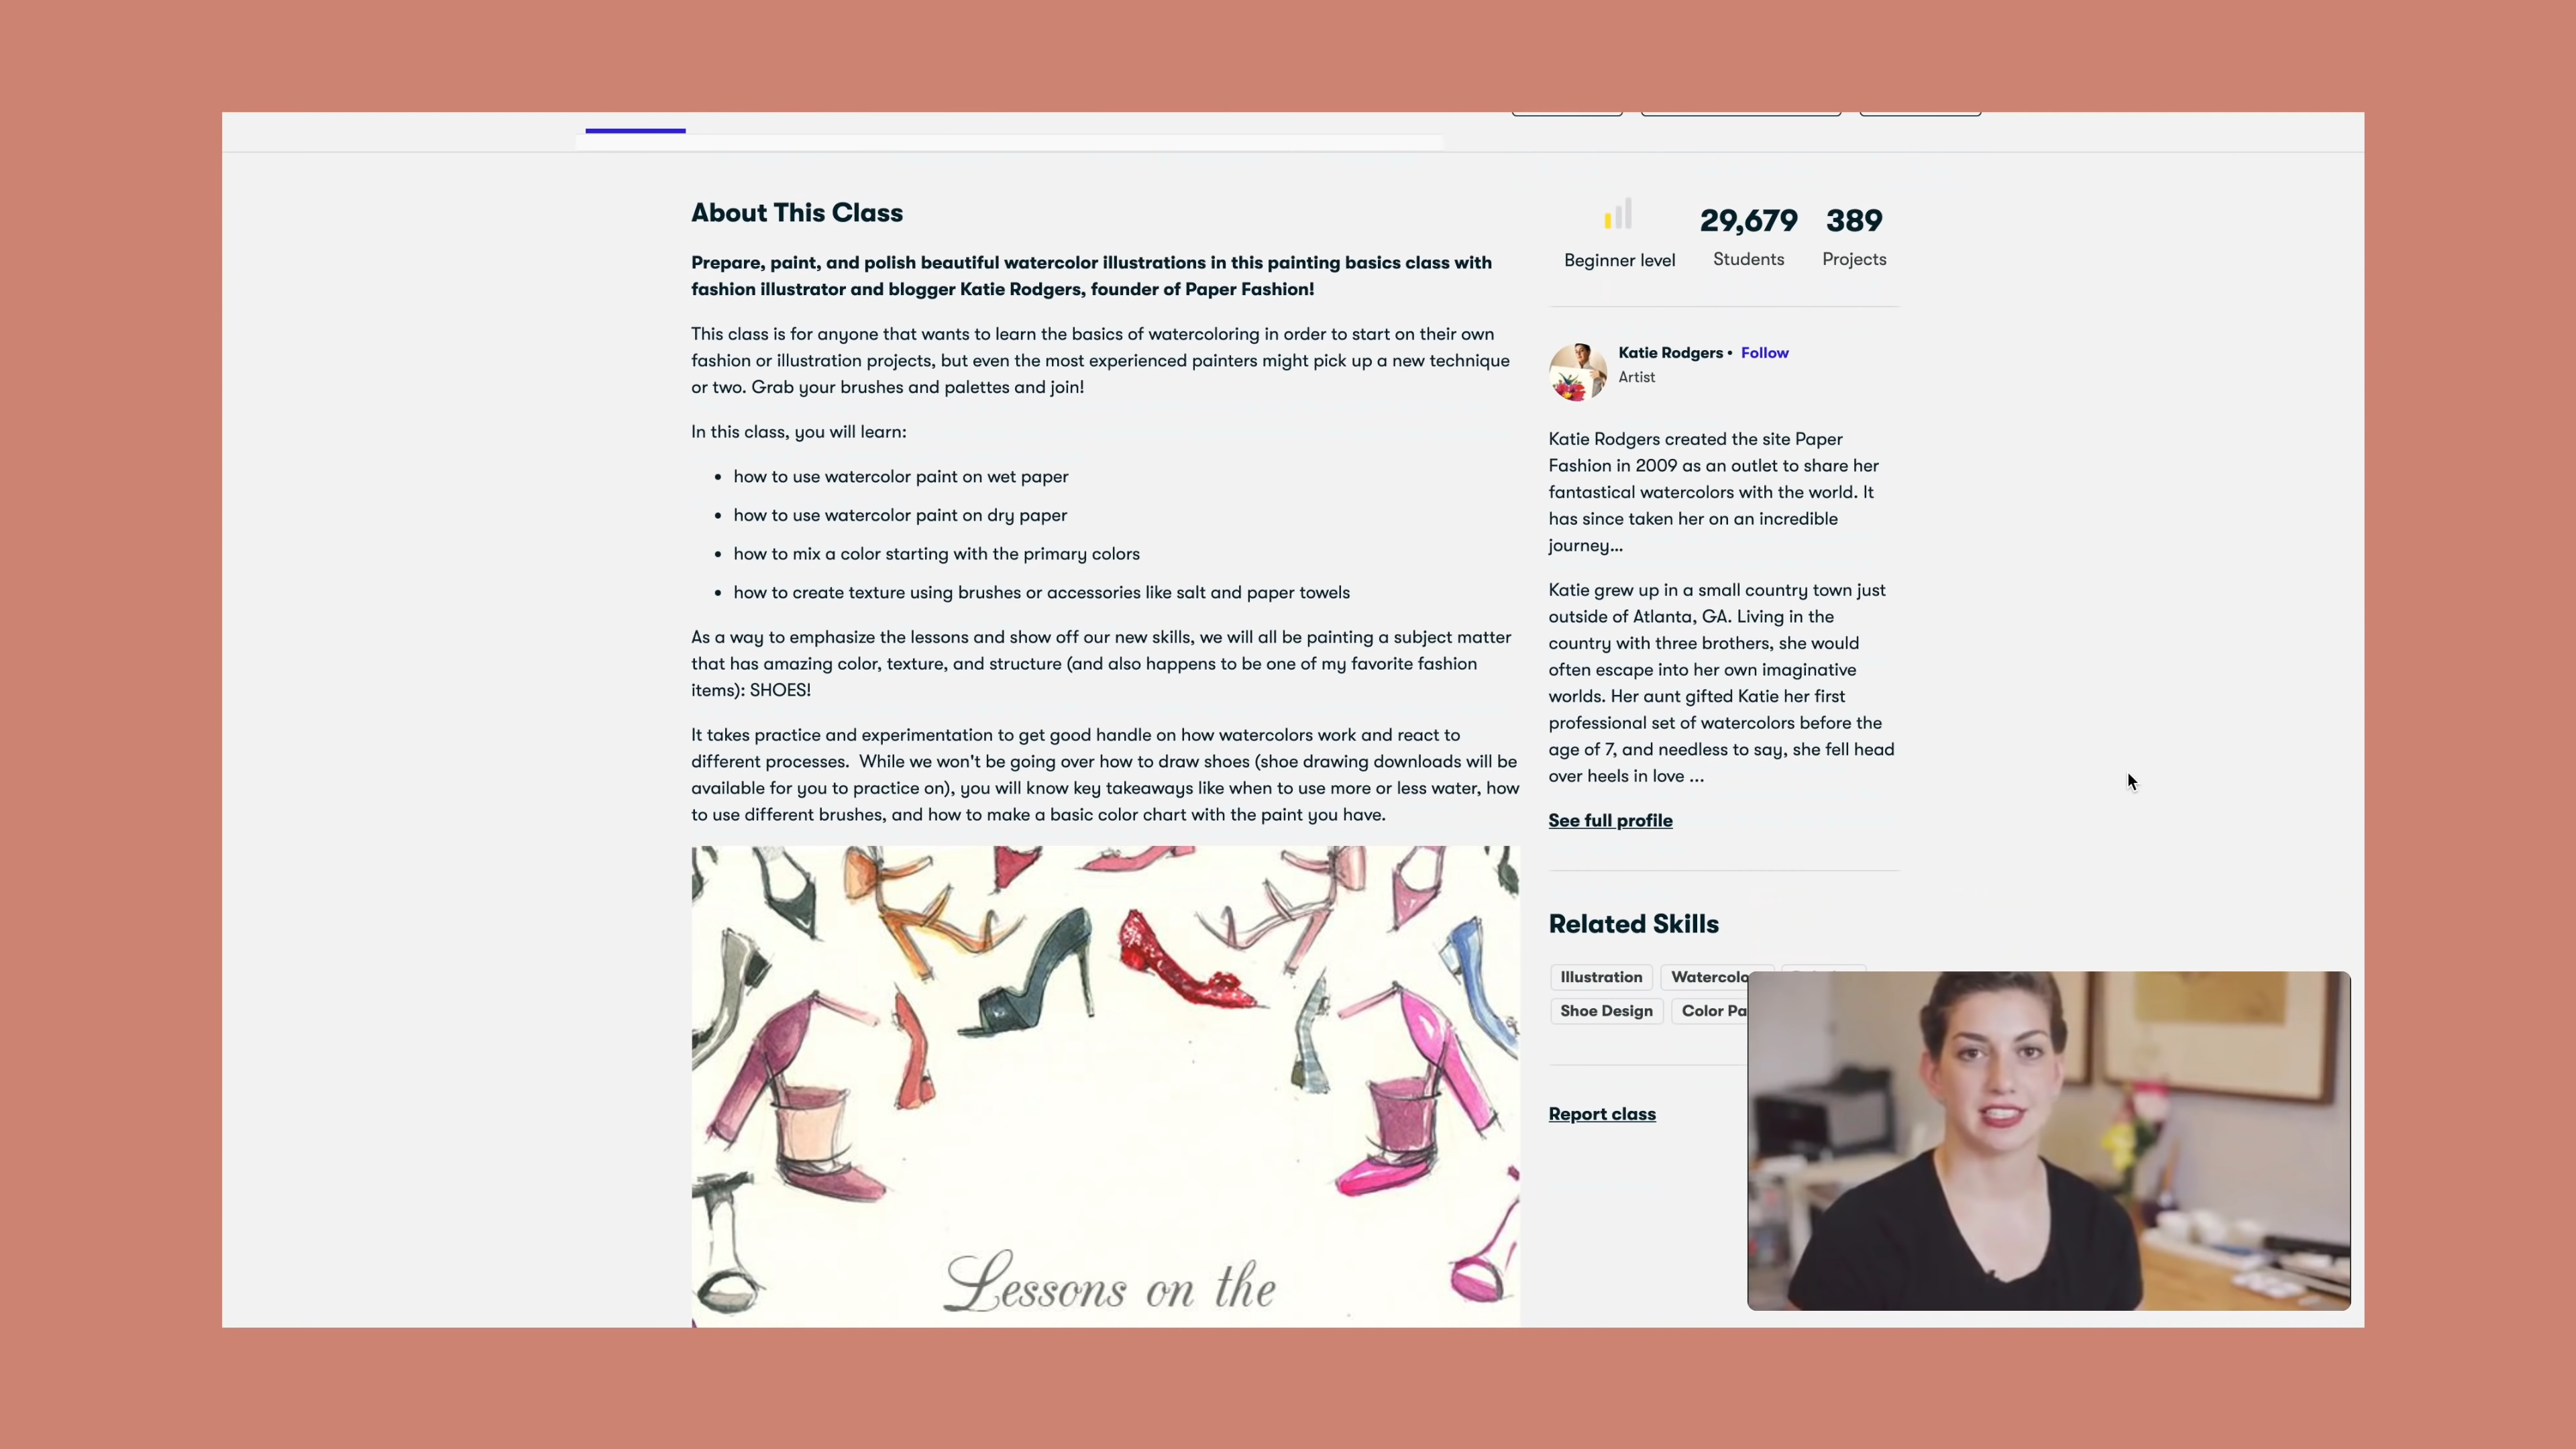 About This Class
Prepare, paint, and polish beautiful watercolor illustrations in this painting basics class with
fashion illustrator and blogger Katie Rodgers, founder of Paper Fashion!
This class is for anyone that wants to learn the basics of watercoloring in order to start on their own
fashion or illustration projects, but even the most experienced painters might pick up a new technique
or two. Grab your brushes and palettes and join!
In this class, you will learn:
• how to use watercolor paint on wet paper
• how to use watercolor paint on dry paper
• how to mix a color starting with the primary colors
• how to create texture using brushes or accessories like salt and paper towels
As a way to emphasize the lessons and show off our new skills, we will all be painting a subject matter
that has amazing color, texture, and structure (and also happens to be one of my favorite fashion
items): SHOES!
It takes practice and experimentation to get good handle on how watercolors work and react to
different processes.  While we won't be going over how to draw shoes (shoe drawing downloads will be
available for you to practice on), you will know key takeaways like when to use more or less water, how
to use different brushes, and how to make a basic color chart with the paint you have.
Lessons on the
29,679 389
Beginner level Students Projects
Katie Rodgers • Follow
Artist
Katie Rodgers created the site Paper
Fashion in 2009 as an outlet to share her
fantastical watercolors with the world. It
has since taken her on an incredible
journey...
Katie grew up in a small country town just
outside of Atlanta, GA. Living in the
country with three brothers, she would
often escape into her own imaginative
worlds. Her aunt gifted Katie her first
professional set of watercolors before the
age of 7, and needless to say, she fell head
over heels in love ...
See full profile
Related Skills
Illustration Watercolo
Shoe Design Color Pa
Report class